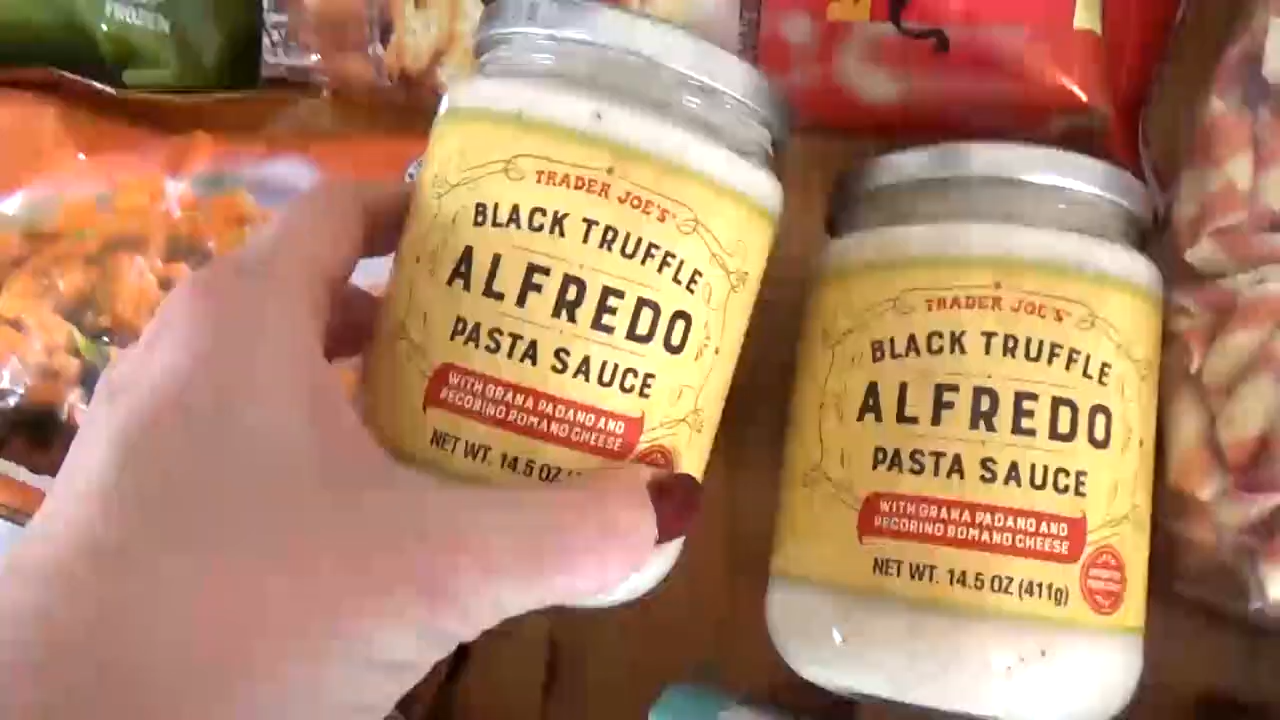 FROZEN
TRADER JOE'S
BLACK TRUFFLE
ALFREDO
PASTA SAUCE
WITH GRANA PADANO AND
PECORINO ROMANO CHEESE
NET WT. 14.5 OZ
TRADER JOE'S
BLACK TRUFFLE
ALFREDO
PASTA SAUCE
WITH GRANA PADANO AND
PECORINO ROMANO CHEESE
NET WT. 14.5 OZ (411g)